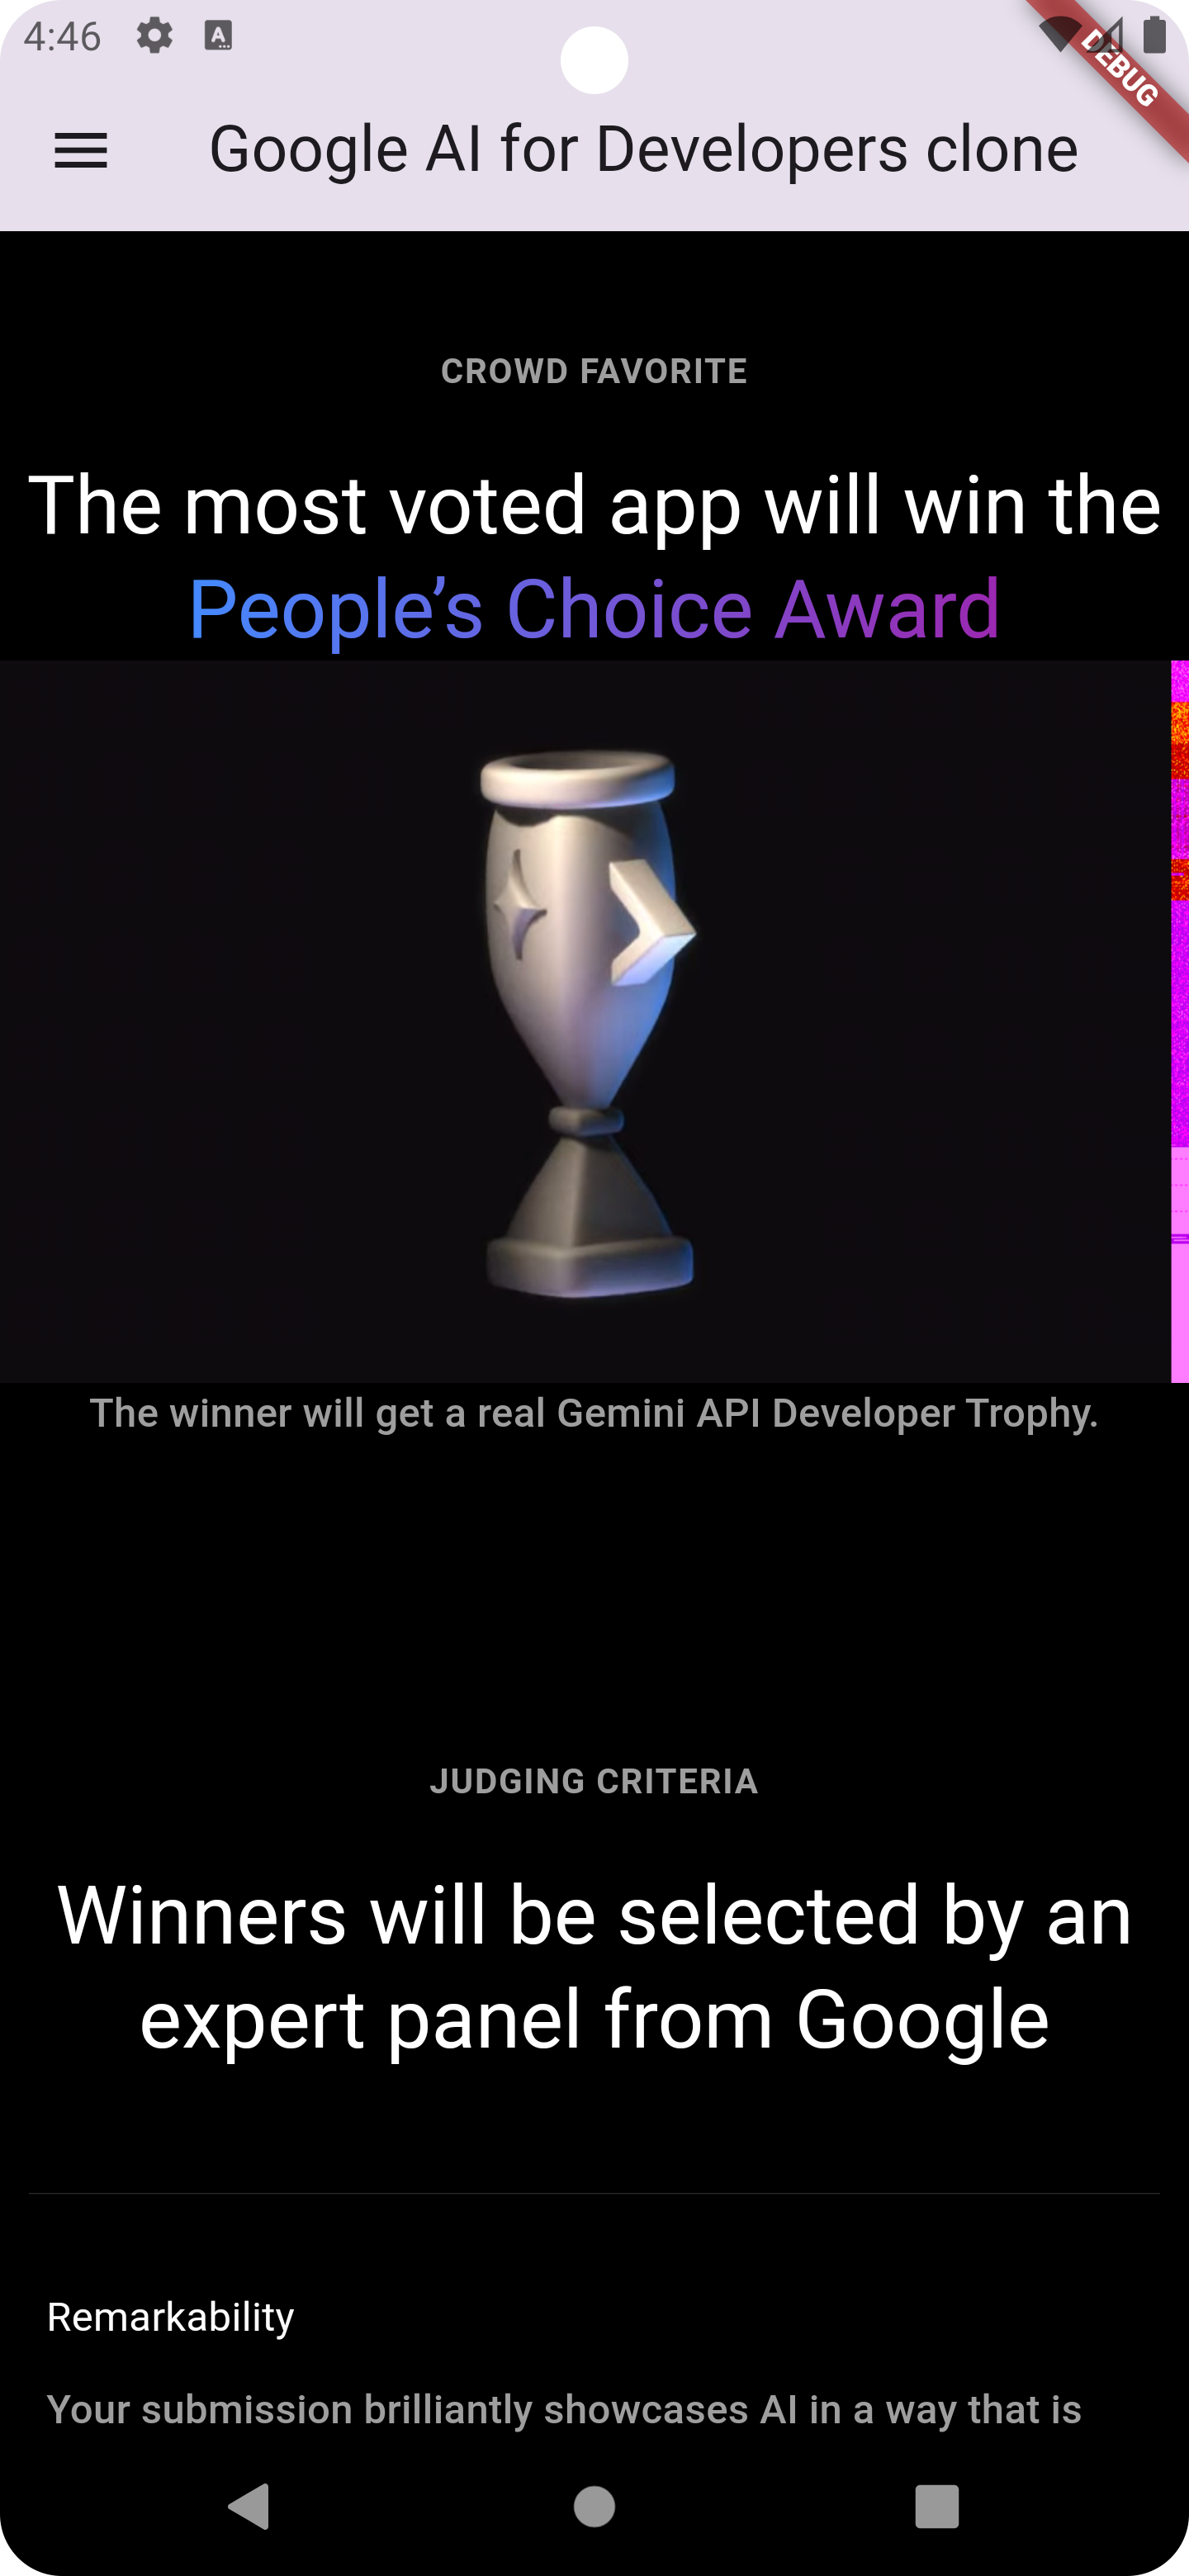 4:46
A
DEBUG
Google AI for Developers clone
CROWD FAVORITE
The most voted app will win the
People’s Choice Award
The winner will get a real Gemini API Developer Trophy.
JUDGING CRITERIA
Winners will be selected by an
expert panel from Google
Remarkability
Your submission brilliantly showcases AI in a way that is